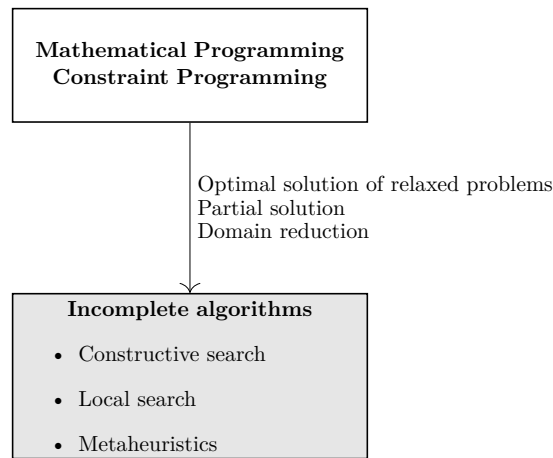 Mathematical Programming
Constraint Programming
Optimal solution of relaxed problems
Partial solution
Domain reduction
Incomplete algorithms
• Constructive search
• Local search
• Metaheuristics